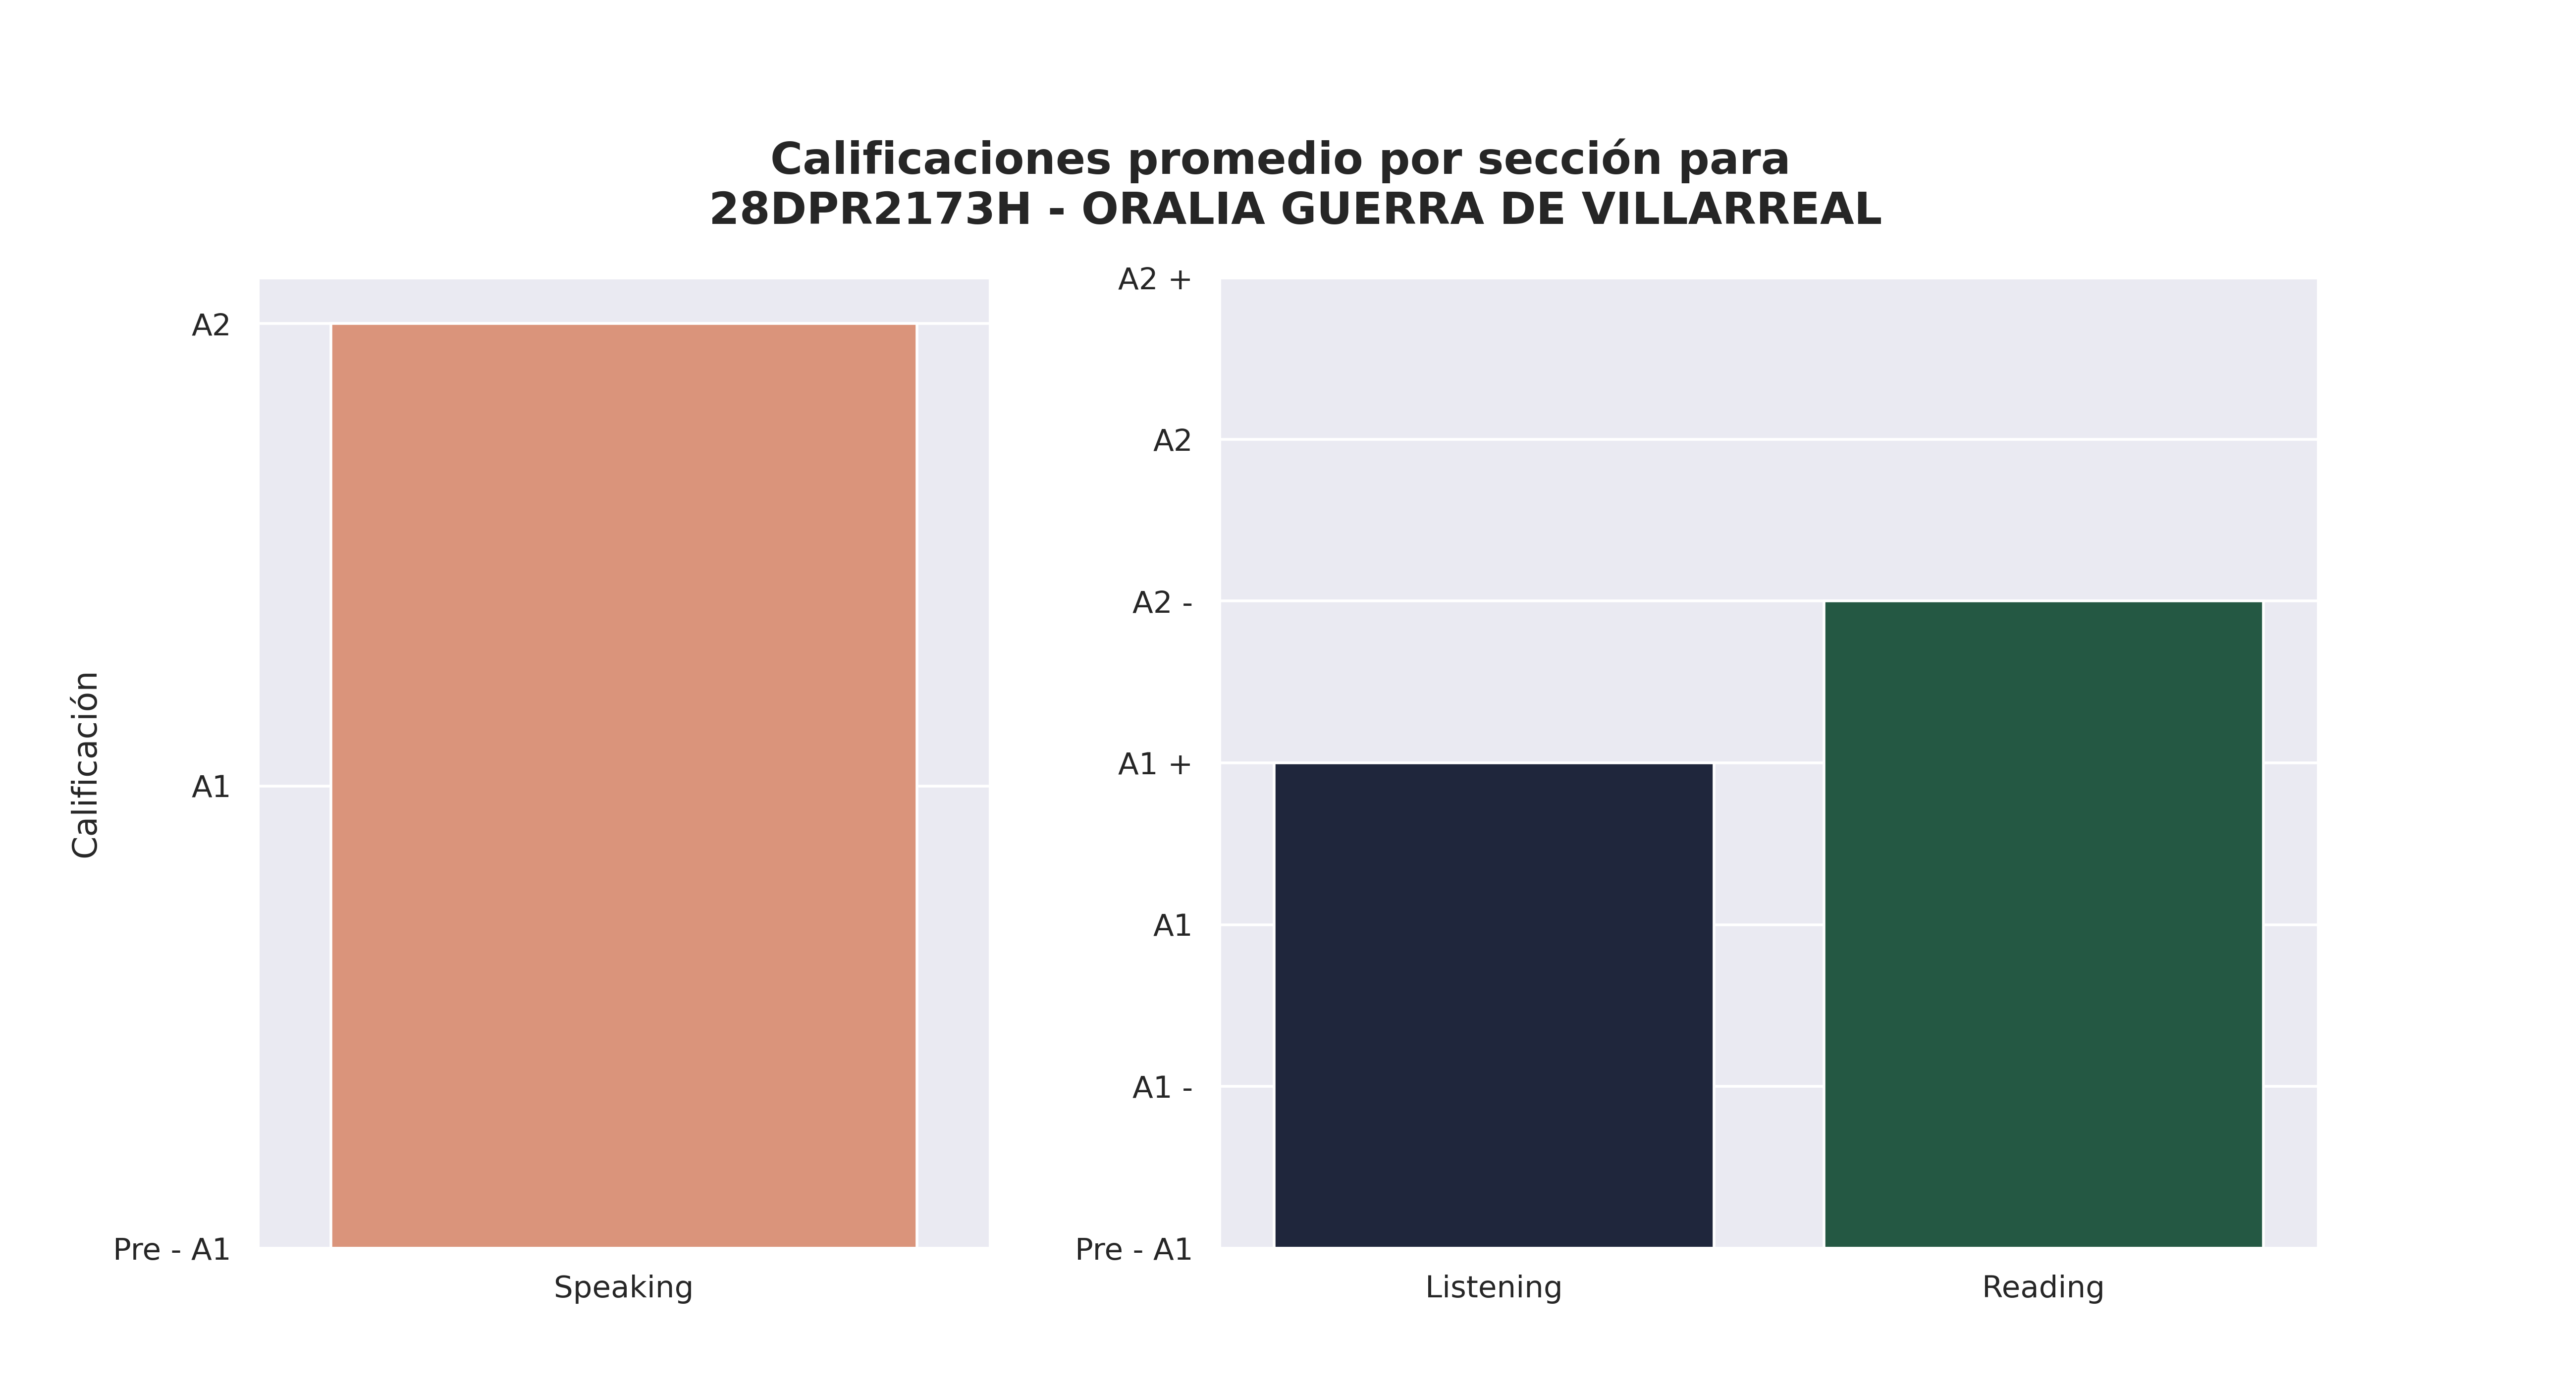 Calificaciones promedio por sección para
28DPR2173H - ORALIA GUERRA DE VILLARREAL
Calificación
A2
A1
Pre - A1
Speaking
A2 +
A2
A2 -
A1 +
A1
A1 -
Pre - A1
Listening
Reading